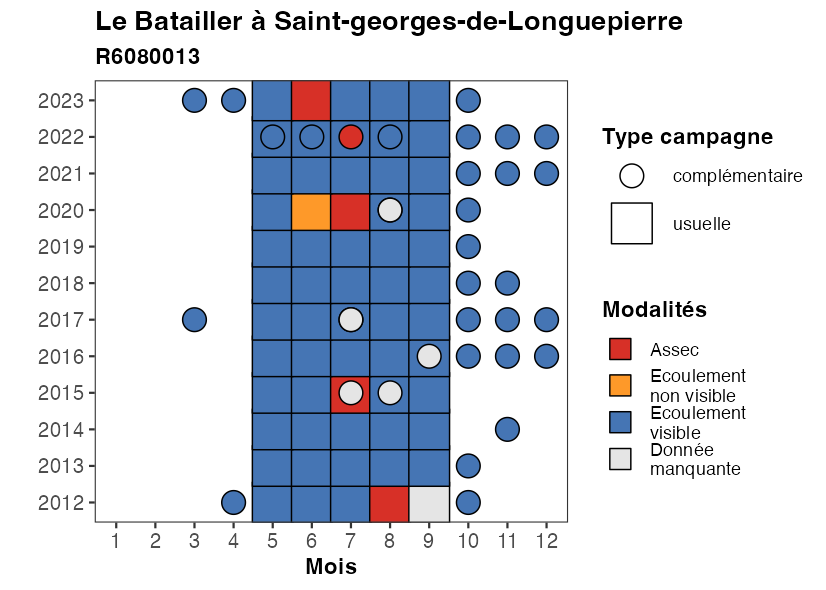 Le Batailler à Saint-georges-de-Longuepierre
R6080013
2023
2022
2021
2020
2019
2018
2017
2016
2015
2014
2013
2012
1 2 3 4 5 6 7 8 9 10 11 12
Mois
Type campagne
complémentaire
usuelle
Modalités
Assec
Ecoulement
non visible
Ecoulement
visible
Donnée
manquante